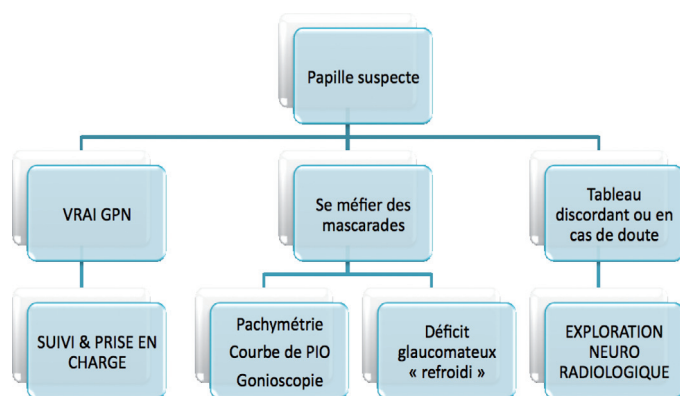 Papille suspecte
VRAI GPN
Se méfier des
mascarades
Tableau
discordant ou en
cas de doute
SUIVI & PRISE EN
CHARGE
Pachymétrie
Courbe de PIO
Gonioscopie
Déficit
glaucomateux
« refroidi »
EXPLORATION
NEURO
RADIOLOGIQUE